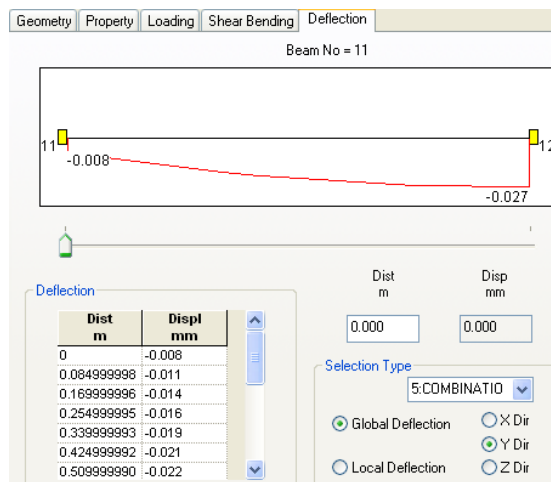 Geometry Property Loading Shear Bending Deflection
Beam No = 11
11 12
-0.008
-0.027
Dist Disp
m mm
Deflection
Dist Displ
m mm
0.000 0.000
0 -0.008
0.084999998 -0.011
0.169999996 -0.014
0.254999995 -0.016
0.339999993 -0.019
0.424999992 -0.021
0.509999990 -0.022
Selection Type
5:COMBINATIO
Global Deflection X Dir
Y Dir
Local Deflection Z Dir